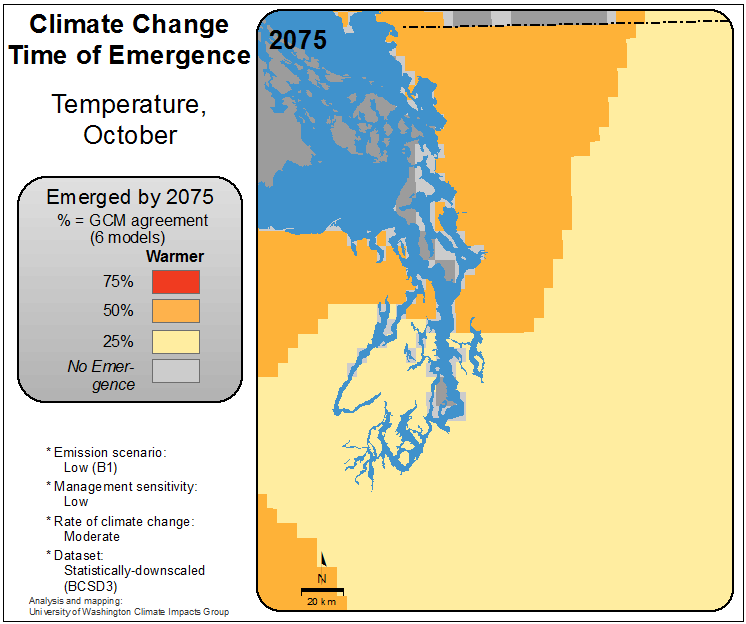 Climate Change
Time of Emergence
Temperature,
October
Emerged by 2075
% = GCM agreement
(6 models)
Warmer
75%
50%
25%
No Emer-
gence
* Emission scenario:
Low (B1)
* Management sensitivity:
Low
* Rate of climate change:
Moderate
* Dataset:
Statistically-downscaled
(BCSD3)
Analysis and mapping:
University of Washington Climate Impacts Group
2075
N
20 km